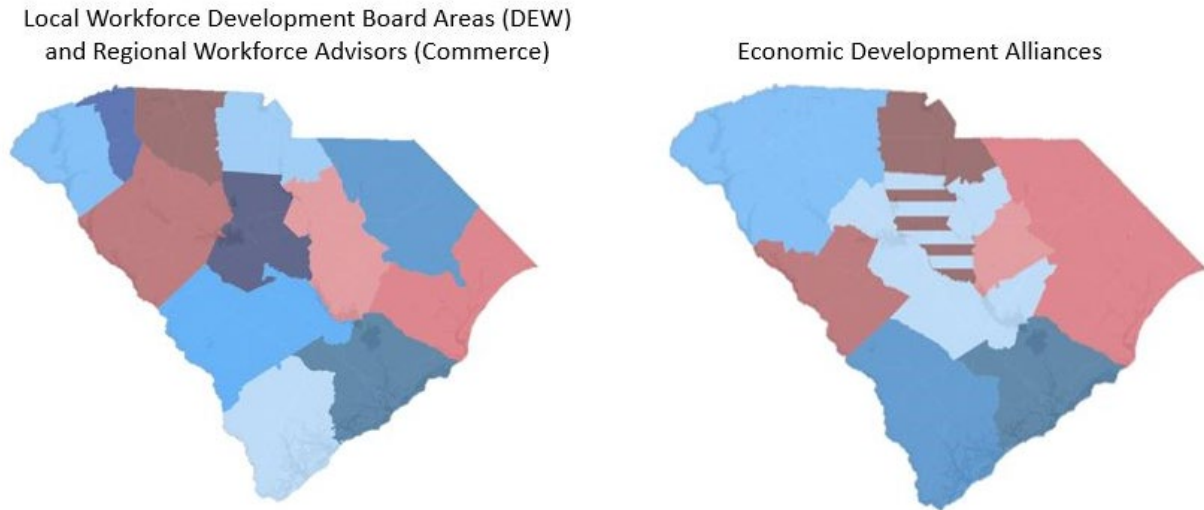 Local Workforce Development Board Areas (DEW)
and Regional Workforce Advisors (Commerce)
Economic Development Alliances